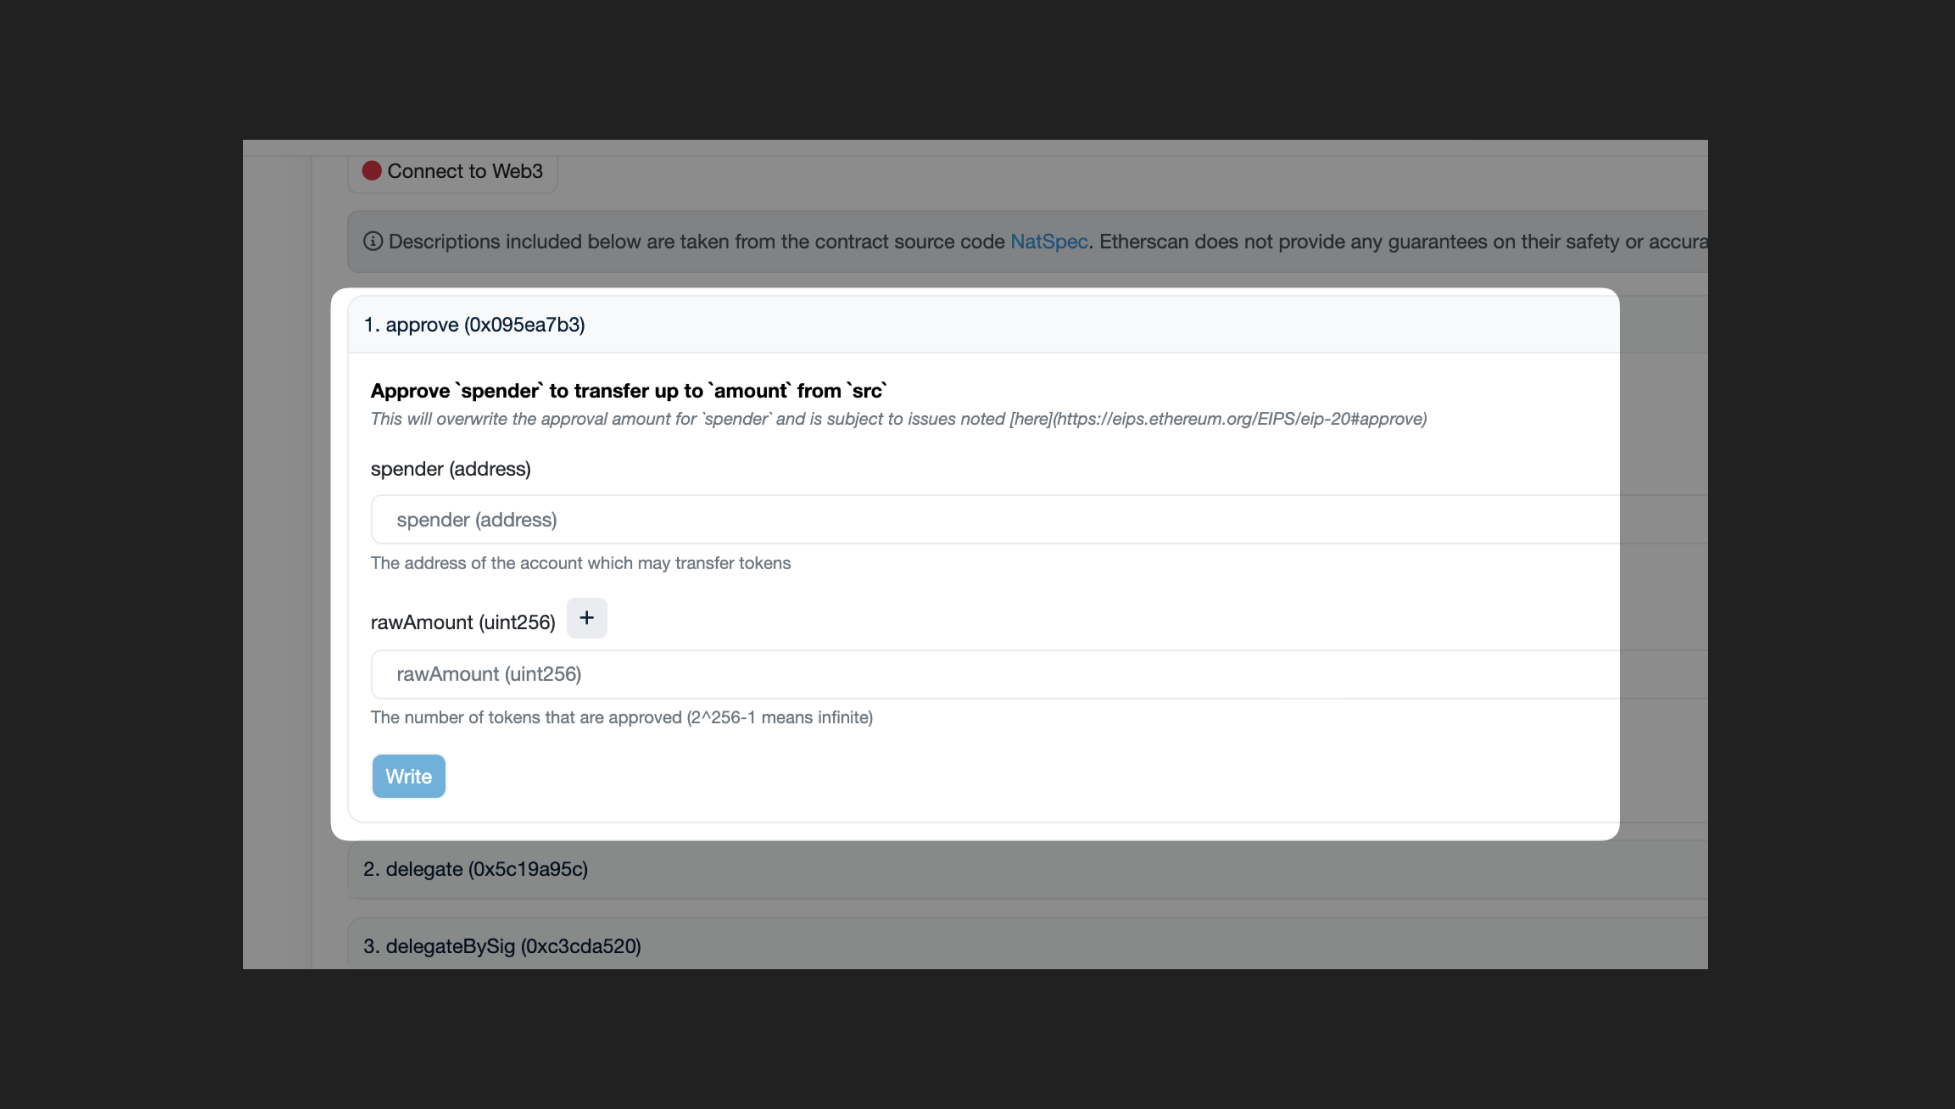 Connect to Web3
Descriptions included below are taken from the contract source code NatSpec. Etherscan does not provide any guarantees on their safety or
1. approve (0x095ea7b3)
Approve `spender` to transfer up to `amount` from `src`
This will overwrite the approval amount for `spender` and is subject to issues noted [here](https://eips.ethereum.org/EIPS/eip-20#approve)
spender (address)
spender (address)
The address of the account which may transfer tokens
rawAmount (uint256) +
rawAmount (uint256)
The number of tokens that are approved (2^256-1 means infinite)
Write
2. delegate (0x5c19a95c)
3. delegateBySig (0xc3cda520)